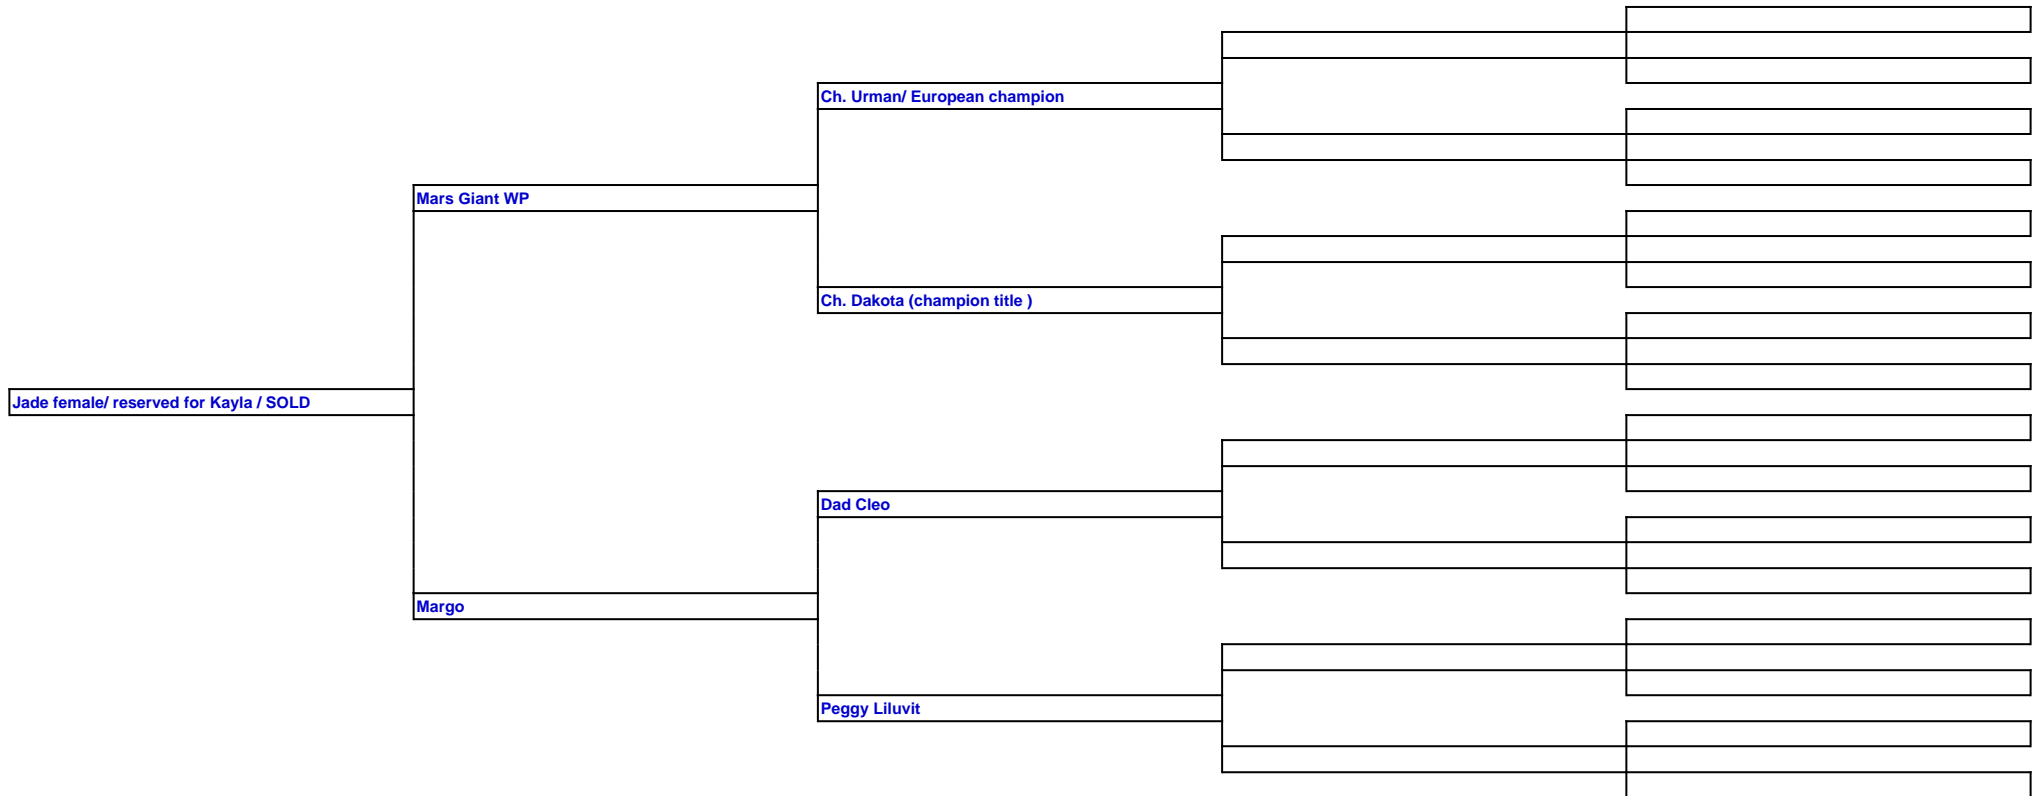 Ch. Urman/ European champion
Mars Giant WP
Ch. Dakota (champion title )
Jade female/ reserved for Kayla / SOLD
Dad Cleo
Margo
Peggy Liluvit